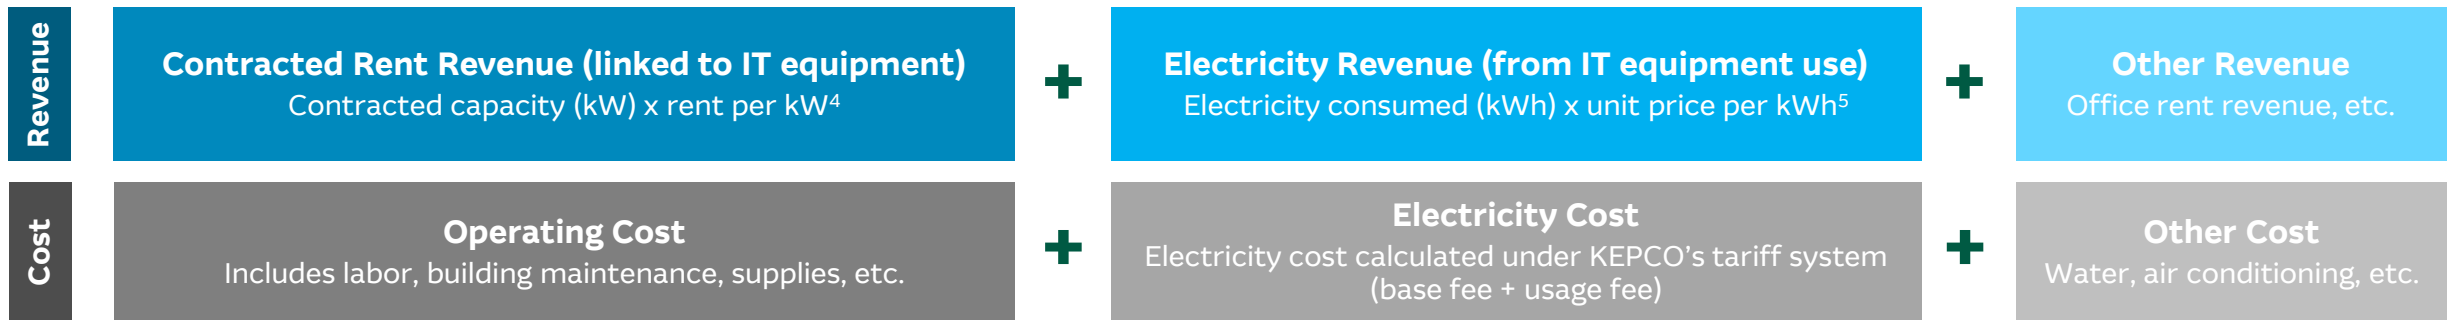 Revenue
Contracted Rent Revenue (linked to IT equipment)
Contracted capacity (kW) x rent per kW⁴
+
Electricity Revenue (from IT equipment use)
Electricity consumed (kWh) x unit price per kWh⁵
+
Other Revenue
Office rent revenue, etc.
Cost
Operating Cost
Includes labor, building maintenance, supplies, etc.
+
Electricity Cost
Electricity cost calculated under KEPCO’s tariff system
(base fee + usage fee)
+
Other Cost
Water, air conditioning, etc.